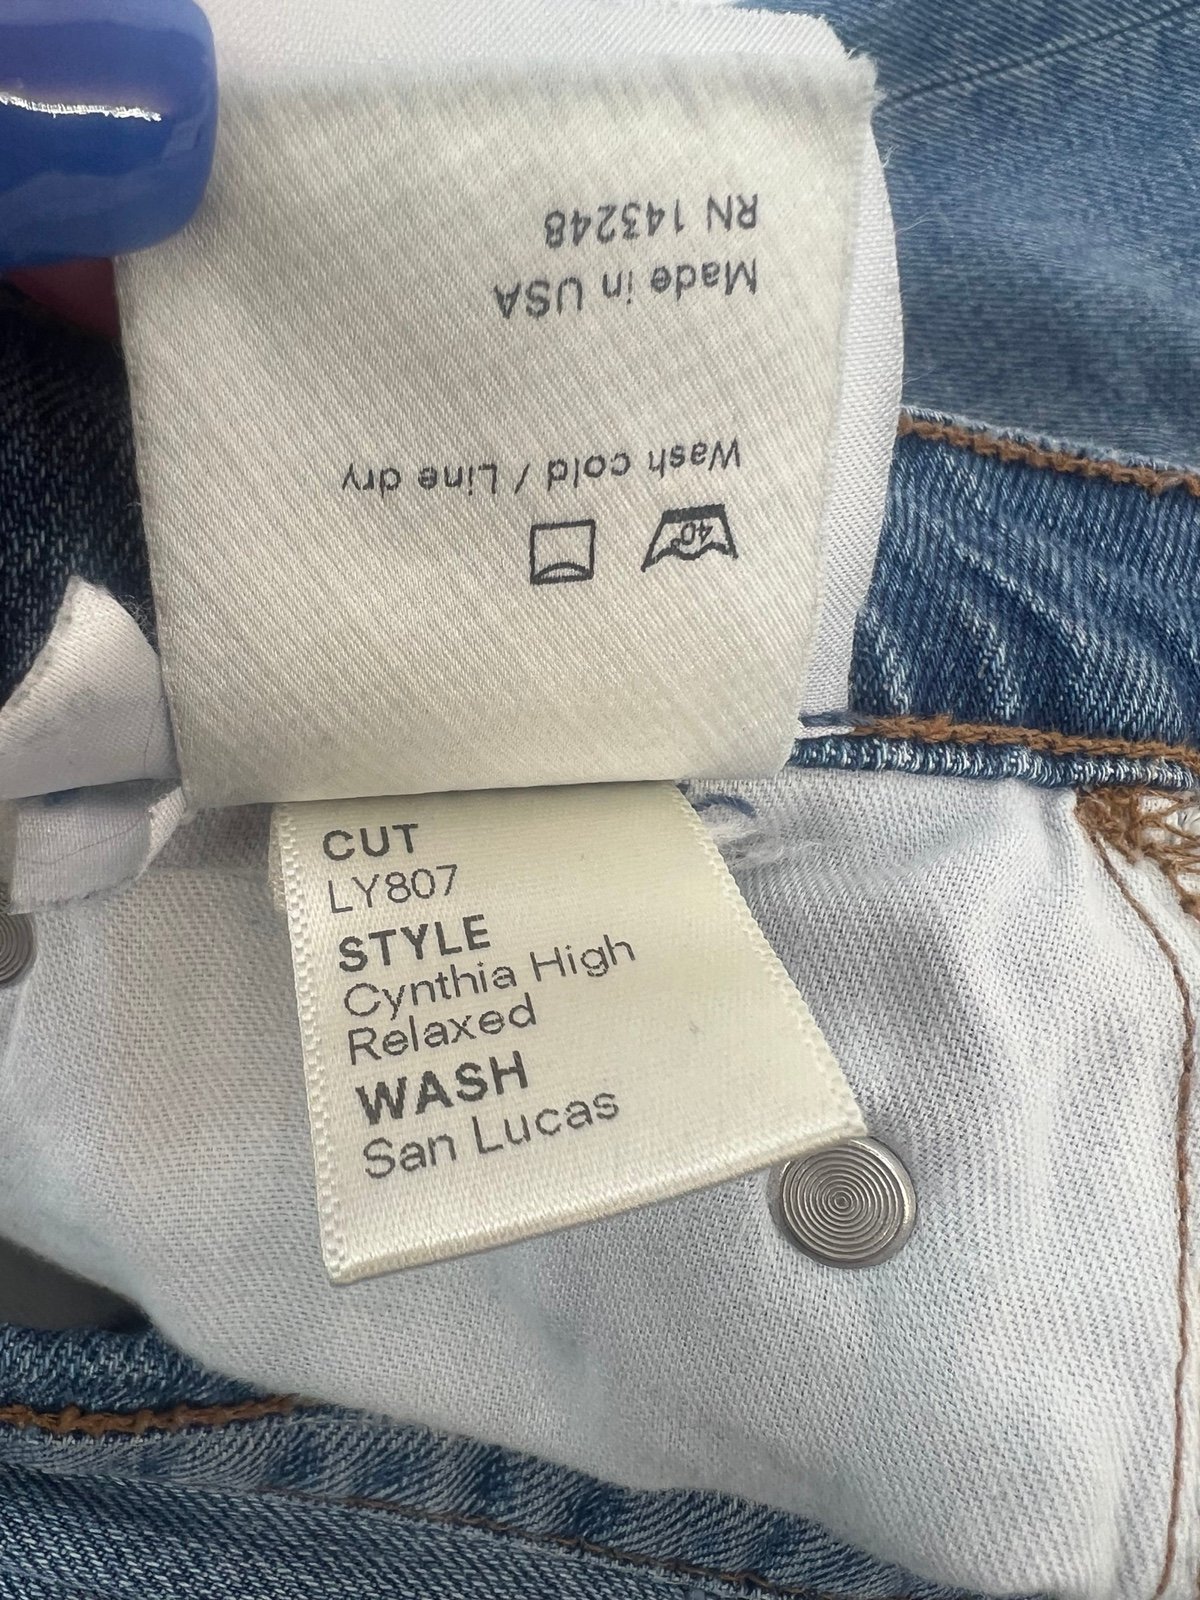 RN 143248
Made in USA
Wash cold / Line dry
40°
CUT
LY807
STYLE
Cynthia High
Relaxed
WASH
San Lucas